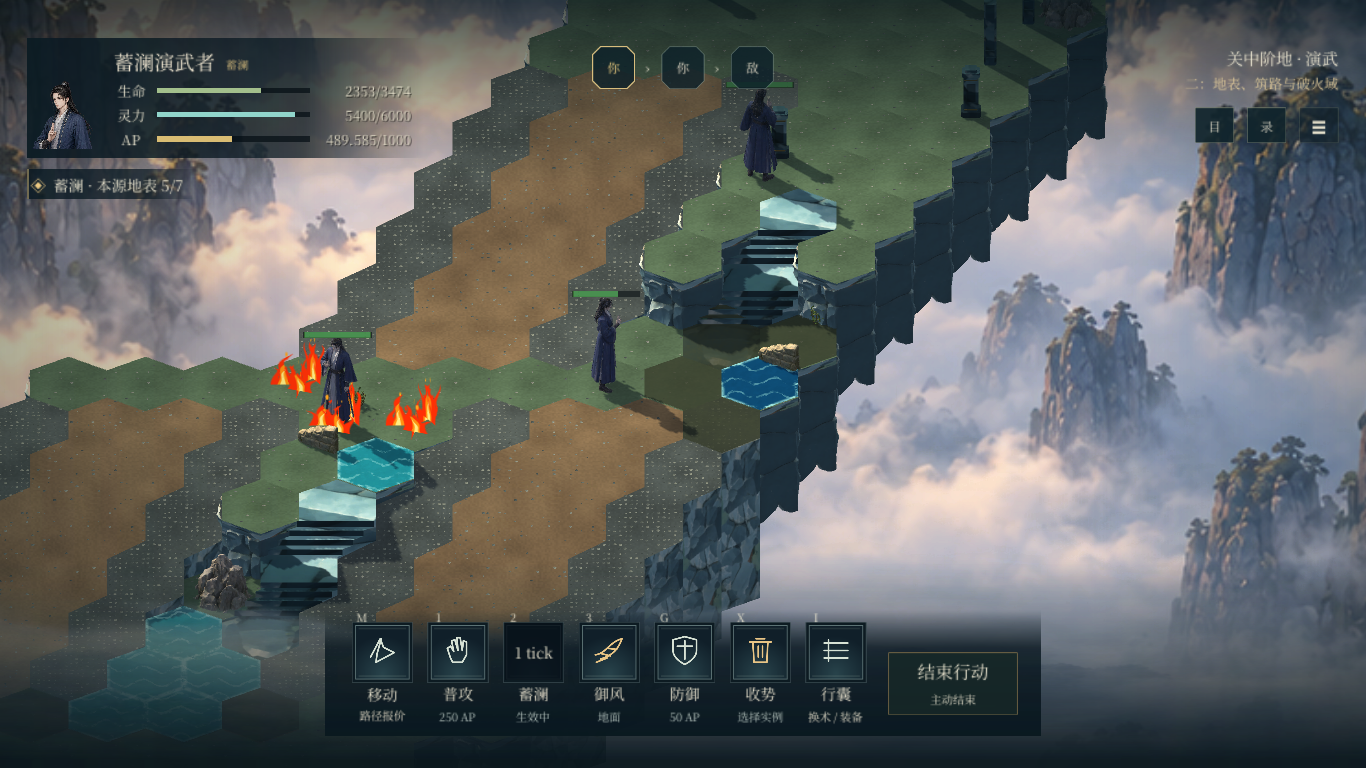 蓄澜演武者 蓄澜
生命 2353/3474
灵力 5400/6000
AP 489.585/1000
蓄澜 · 本源地表 5/7
你 › 你 › 敌
关中阶地 · 演武
二：地表、筑路与破火域
目 录
M 1 2 3 G X I
1 tick
移动 普攻 蓄澜 御风 防御 收势 行囊
路径报价 250 AP 生效中 地面 50 AP 选择实例 换术 / 装备
结束行动
主动结束